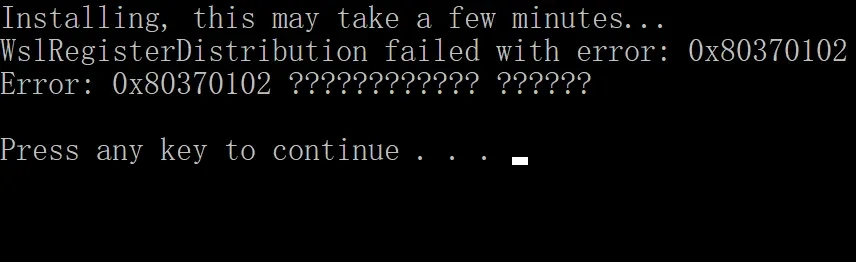 Installing, this may take a few minutes...
WslRegisterDistribution failed with error: 0x80370102
Error: 0x80370102 ???????????? ??????
Press any key to continue . . .